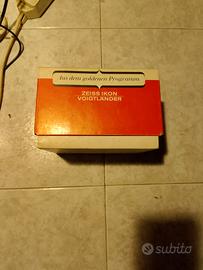 Aus dem goldenen Programm
ZEISS IKON
VOIGTLÄNDER
subito